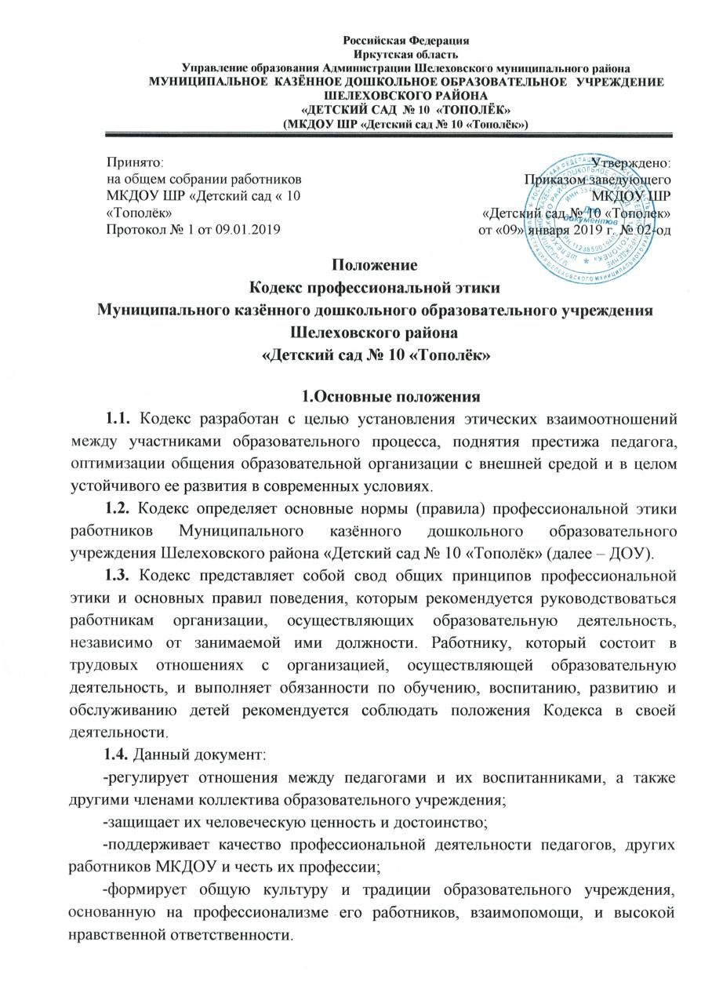 Российская Федерация
Иркутская область
Управление образования Администрации Шелеховского муниципального района
МУНИЦИПАЛЬНОЕ КАЗЁННОЕ ДОШКОЛЬНОЕ ОБРАЗОВАТЕЛЬНОЕ УЧРЕЖДЕНИЕ
ШЕЛЕХОВСКОГО РАЙОНА
«ДЕТСКИЙ САД № 10 «ТОПОЛЁК»
(МКДОУ ШР «Детский сад № 10 «Тополёк»)
Принято:
на общем собрании работников
МКДОУ ШР «Детский сад « 10
«Тополёк»
Протокол № 1 от 09.01.2019
Утверждено:
Приказом заведующего
МКДОУ ШР
«Детский сад № 10 «Тополек»
от «09» января 2019 г. № 02-од
Для
документов
Положение
Кодекс профессиональной этики
Муниципального казённого дошкольного образовательного учреждения
Шелеховского района
«Детский сад № 10 «Тополёк»
1.Основные положения
1.1. Кодекс разработан с целью установления этических взаимоотношений
между участниками образовательного процесса, поднятия престижа педагога,
оптимизации общения образовательной организации с внешней средой и в целом
устойчивого ее развития в современных условиях.
1.2. Кодекс определяет основные нормы (правила) профессиональной этики
работников Муниципального казённого дошкольного образовательного
учреждения Шелеховского района «Детский сад № 10 «Тополёк» (далее – ДОУ).
1.3. Кодекс представляет собой свод общих принципов профессиональной
этики и основных правил поведения, которым рекомендуется руководствоваться
работникам организации, осуществляющих образовательную деятельность,
независимо от занимаемой ими должности. Работнику, который состоит в
трудовых отношениях с организацией, осуществляющей образовательную
деятельность, и выполняет обязанности по обучению, воспитанию, развитию и
обслуживанию детей рекомендуется соблюдать положения Кодекса в своей
деятельности.
1.4. Данный документ:
-регулирует отношения между педагогами и их воспитанниками, а также
другими членами коллектива образовательного учреждения;
-защищает их человеческую ценность и достоинство;
-поддерживает качество профессиональной деятельности педагогов, других
работников МКДОУ и честь их профессии;
-формирует общую культуру и традиции образовательного учреждения,
основанную на профессионализме его работников, взаимопомощи, и высокой
нравственной ответственности.